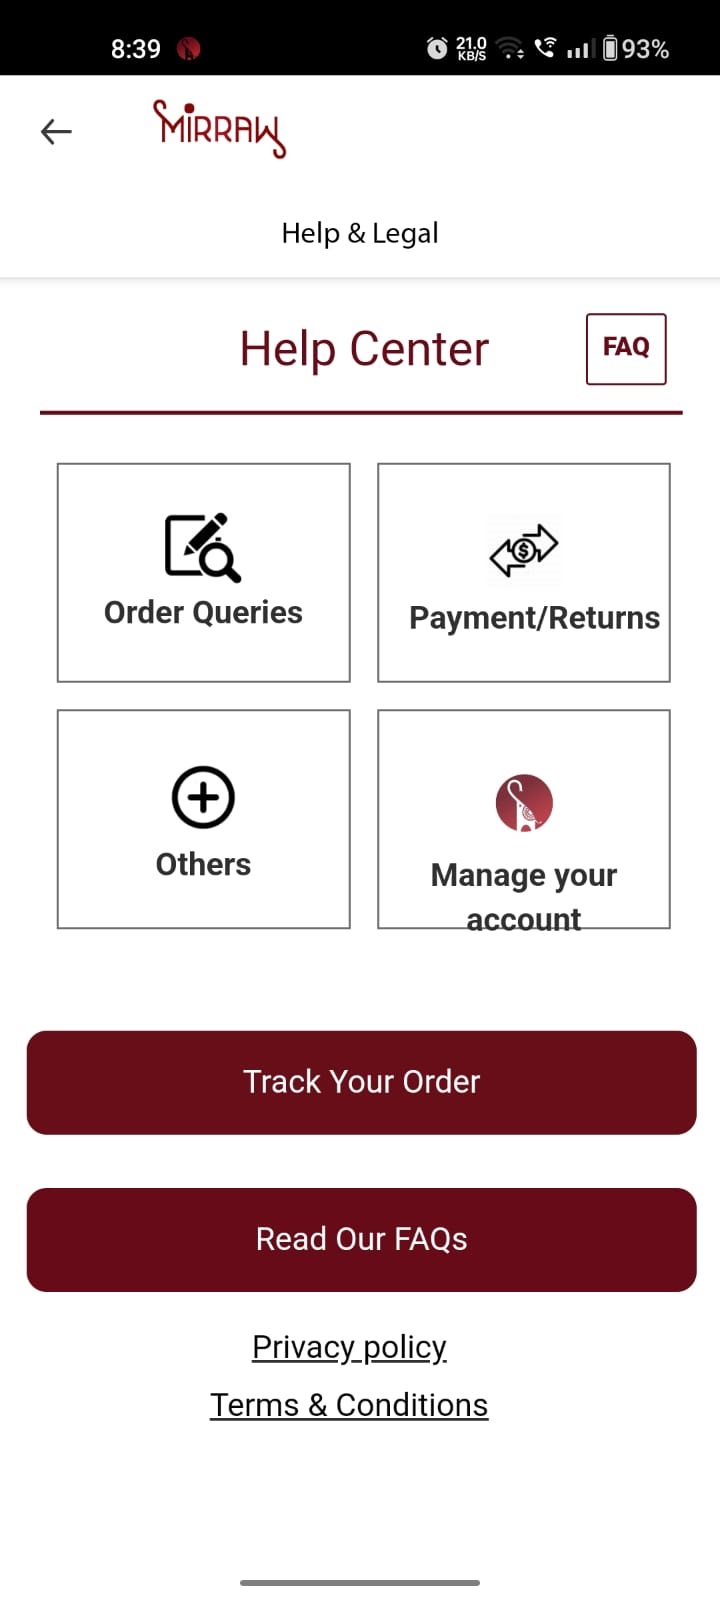 8:39 21.0 KB/S 93%
MIRRAW
Help & Legal
Help Center
FAQ
Order Queries
Payment/Returns
Others
Manage your
account
Track Your Order
Read Our FAQs
Privacy policy
Terms & Conditions